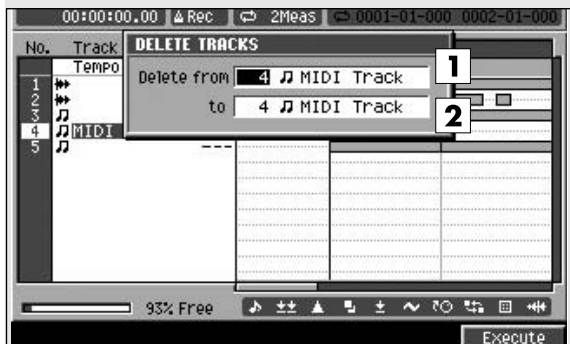 00:00:00.00 Rec 2Meas 0001-01-000 0002-01-000
No. Track
DELETE TRACKS
Tempo
Delete from 4 MIDI Track 1
to 4 MIDI Track 2
1
2
3
4 MIDI
5 ---
93% Free
Execute